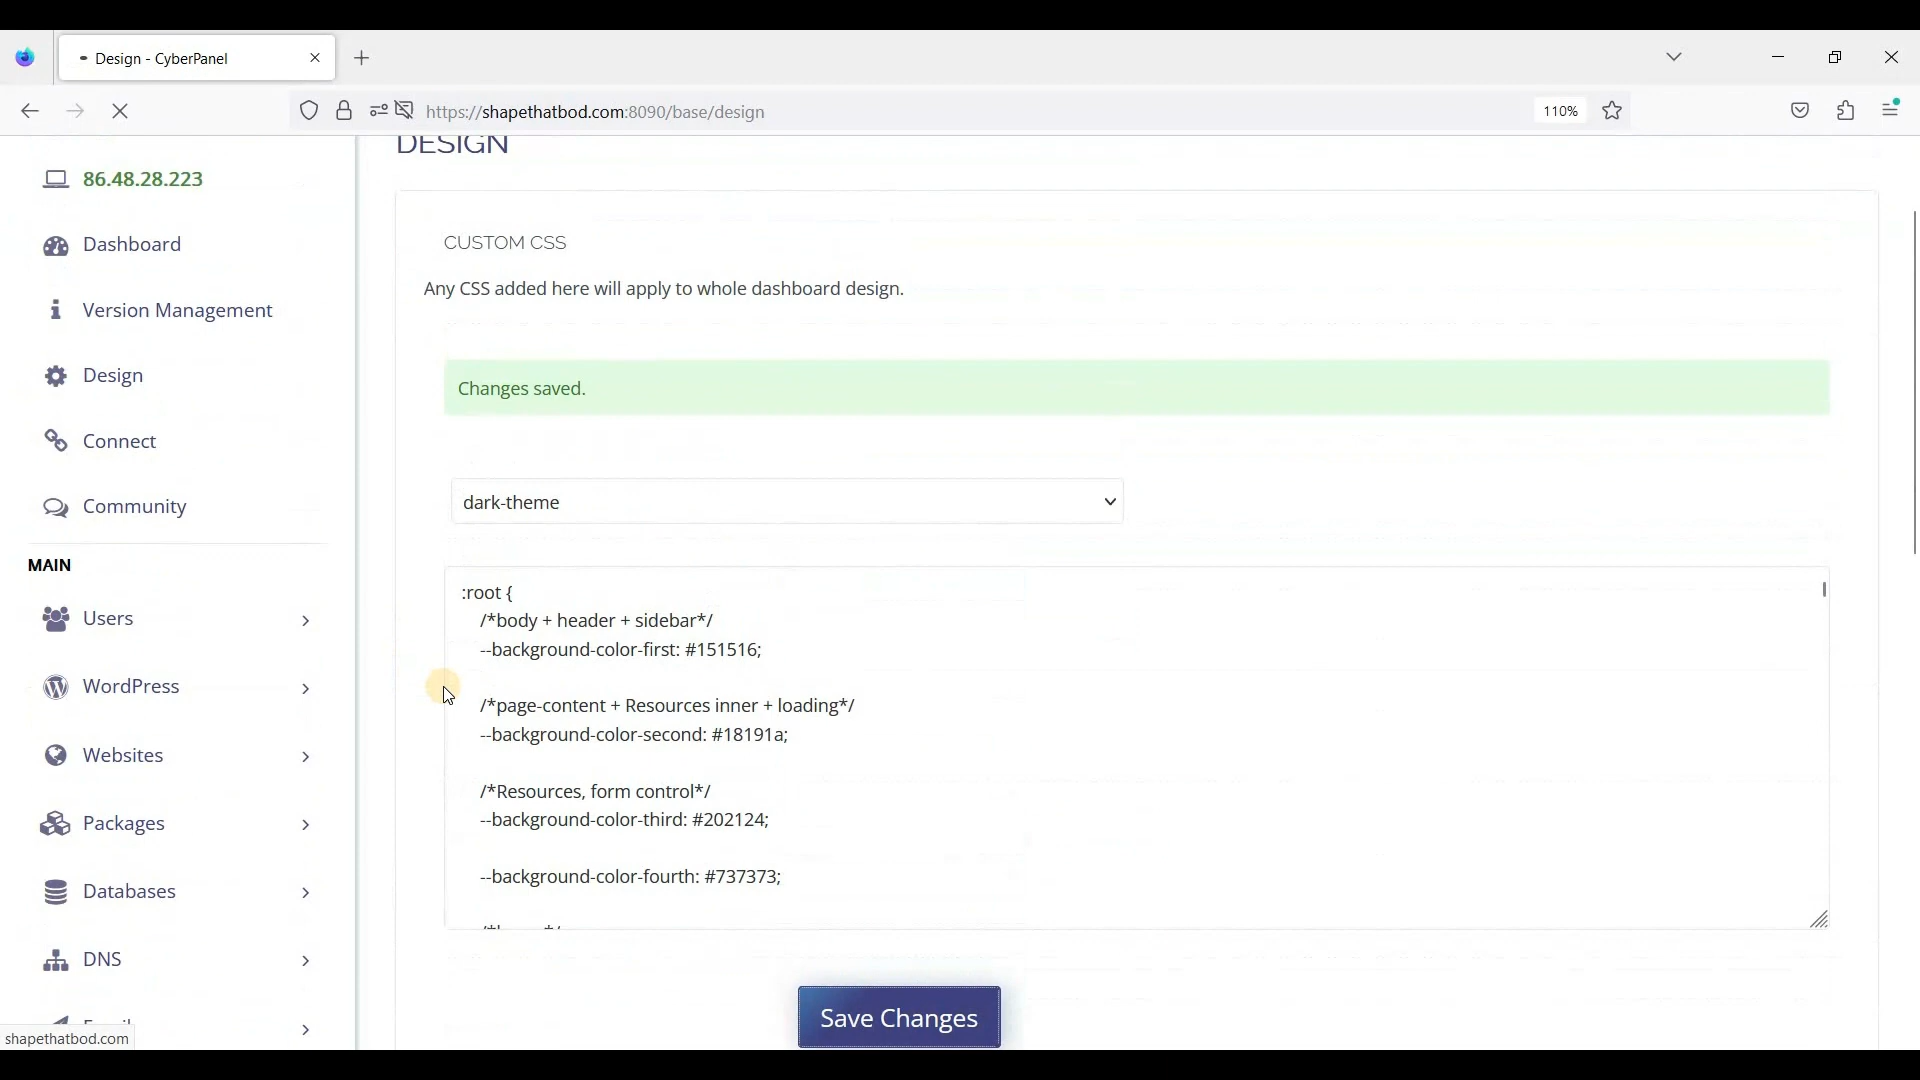 Design - CyberPanel
https://shapethatbod.com:8090/base/design
110%
86.48.28.223
Dashboard
Version Management
Design
Connect
Community
MAIN
Users
WordPress
Websites
Packages
Databases
DNS
Email
shapethatbod.com
DESIGN
CUSTOM CSS
Any CSS added here will apply to whole dashboard design.
Changes saved.
dark-theme
:root {
/*body + header + sidebar*/
--background-color-first: #151516;
/*page-content + Resources inner + loading*/
--background-color-second: #18191a;
/*Resources, form control*/
--background-color-third: #202124;
--background-color-fourth: #737373;
Save Changes